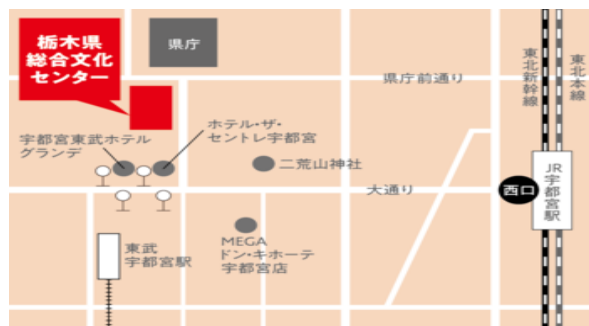 栃木県
総合文化
センター
県庁
県庁前通り
東北新幹線
東北本線
ホテル・ザ・
セントレ宇都宮
宇都宮東武ホテル
グランデ
二荒山神社
大通り
西口
JR宇都宮駅
東武
宇都宮駅
MEGA
ドン・キホーテ
宇都宮店